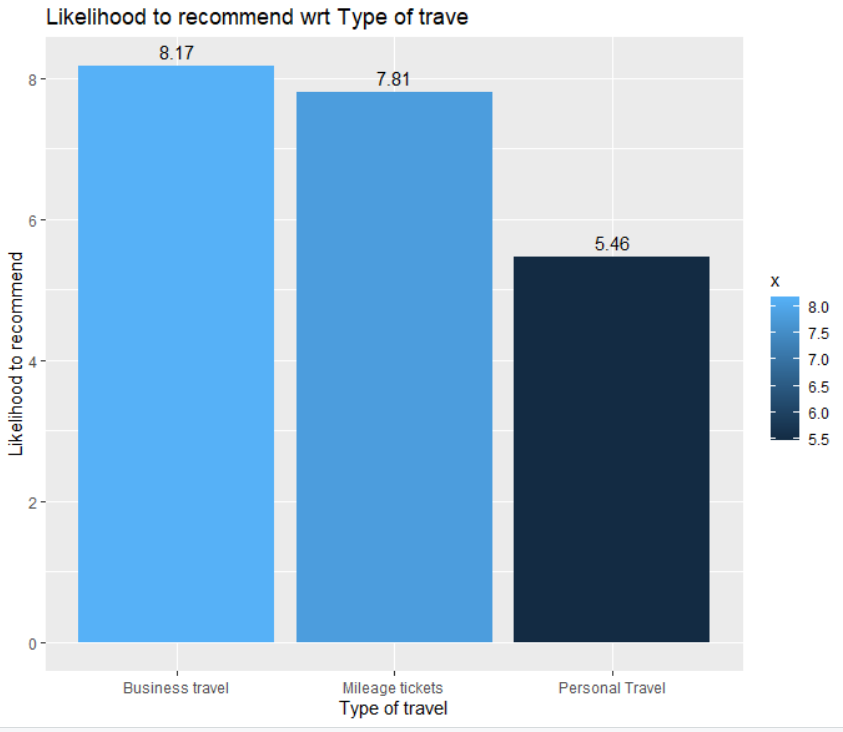 Likelihood to recommend wrt Type of trave
8.17
7.81
5.46
8
6
4
2
0
Likelihood to recommend
Business travel
Mileage tickets
Personal Travel
Type of travel
x
8.0
7.5
7.0
6.5
6.0
5.5